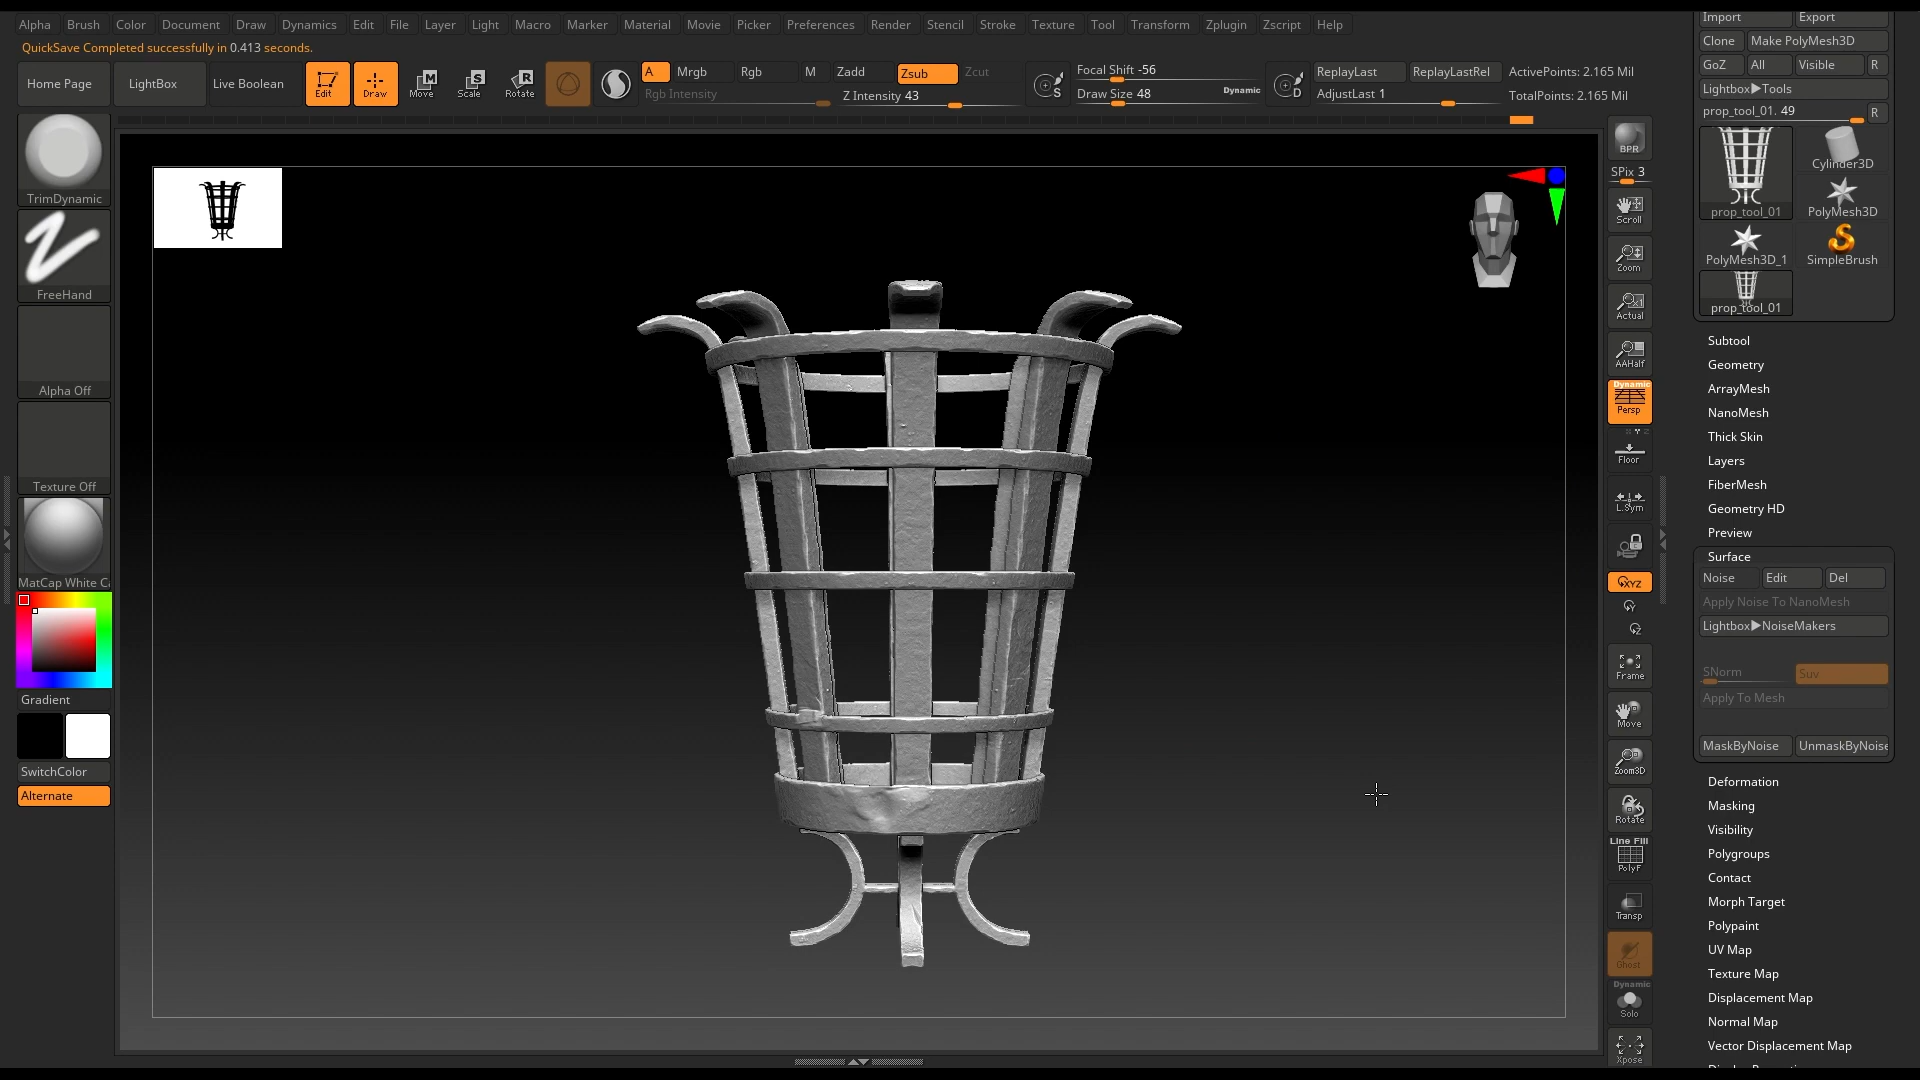 Alpha Brush Color Document Draw Dynamics Edit File Layer Light Macro Marker Material Movie Picker Preferences Render Stencil Stroke Texture Tool Transform Zplugin Zscript Help
QuickSave Completed successfully in 0.413 seconds.
Home Page LightBox Live Boolean Edit Draw Move Scale Rotate
A Mrgb Rgb M Zadd Zsub Zcut
Rgb Intensity Z Intensity 43
Focal Shift -56
Draw Size 48 Dynamic
ReplayLast ReplayLastRel
AdjustLast 1
ActivePoints: 2.165 Mil
TotalPoints: 2.165 Mil
TrimDynamic
FreeHand
Alpha Off
Texture Off
MatCap White Ca
Gradient
SwitchColor
Alternate
BPR
SPix 3
Scroll
Zoom
Actual
AAHalf
Dynamic
Persp
Floor
L.Sym
XYZ
Y
Z
Frame
Move
Zoom3D
Rotate
Line Fill
PolyF
Transp
Ghost
Dynamic
Solo
Xpose
Import Export
Clone Make PolyMesh3D
GoZ All Visible R
Lightbox▶Tools
prop_tool_01. 49 R
prop_tool_01 Cylinder3D
PolyMesh3D
PolyMesh3D_1 SimpleBrush
prop_tool_01
Subtool
Geometry
ArrayMesh
NanoMesh
Thick Skin
Layers
FiberMesh
Geometry HD
Preview
Surface
Noise Edit Del
Apply Noise To NanoMesh
Lightbox▶NoiseMakers
SNorm Suv
Apply To Mesh
MaskByNoise UnmaskByNoise
Deformation
Masking
Visibility
Polygroups
Contact
Morph Target
Polypaint
UV Map
Texture Map
Displacement Map
Normal Map
Vector Displacement Map